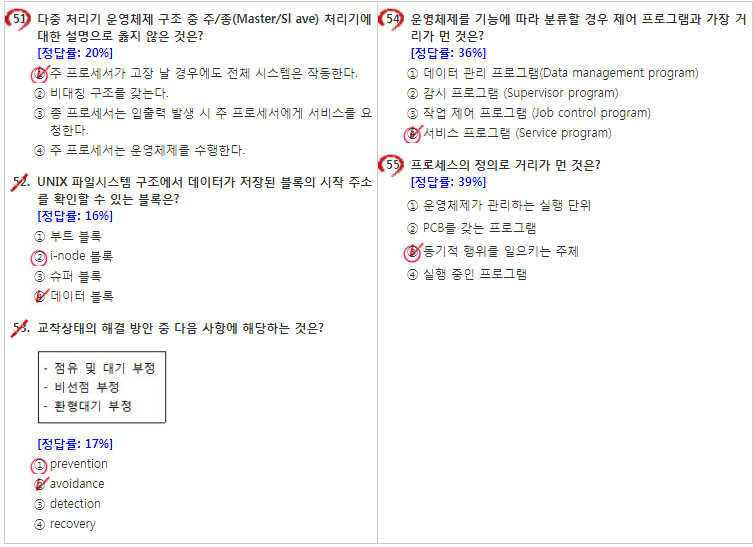 51. 다중 처리기 운영체제 구조 중 주/종(Master/Sl ave) 처리기에
대한 설명으로 옳지 않은 것은?
[정답률: 20%]
① 주 프로세서가 고장 날 경우에도 전체 시스템은 작동한다.
② 비대칭 구조를 갖는다.
③ 종 프로세서는 입출력 발생 시 주 프로세서에게 서비스를 요
청한다.
④ 주 프로세서는 운영체제를 수행한다.
52. UNIX 파일시스템 구조에서 데이터가 저장된 블록의 시작 주소
를 확인할 수 있는 블록은?
[정답률: 16%]
① 부트 블록
② i-node 블록
③ 슈퍼 블록
④ 데이터 블록
53. 교착상태의 해결 방안 중 다음 사항에 해당하는 것은?
- 점유 및 대기 부정
- 비선점 부정
- 환형대기 부정
[정답률: 17%]
① prevention
② avoidance
③ detection
④ recovery
54. 운영체제를 기능에 따라 분류할 경우 제어 프로그램과 가장 거
리가 먼 것은?
[정답률: 36%]
① 데이터 관리 프로그램(Data management program)
② 감시 프로그램 (Supervisor program)
③ 작업 제어 프로그램 (Job control program)
④ 서비스 프로그램 (Service program)
55. 프로세스의 정의로 거리가 먼 것은?
[정답률: 39%]
① 운영체제가 관리하는 실행 단위
② PCB를 갖는 프로그램
③ 동기적 행위를 일으키는 주체
④ 실행 중인 프로그램